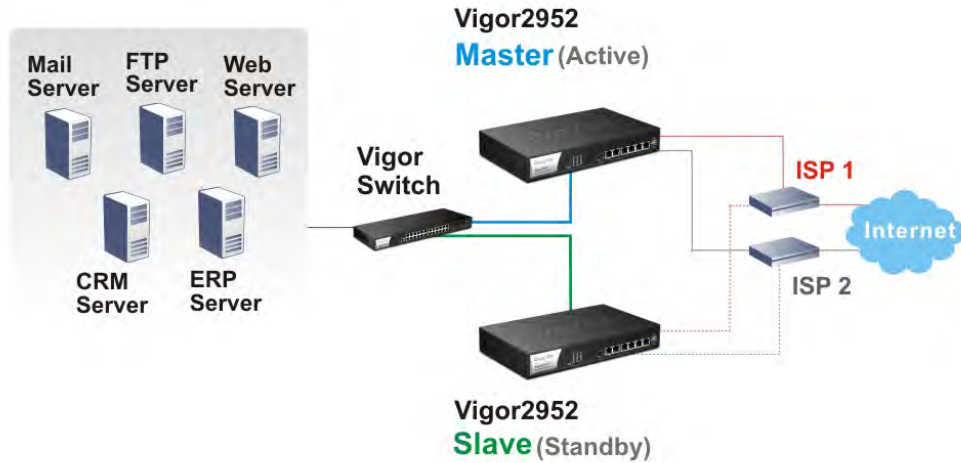 Vigor2952
Master (Active)
Mail
Server
FTP
Server
Web
Server
Vigor
Switch
ISP 1
Internet
ISP 2
CRM
Server
ERP
Server
Vigor2952
Slave (Standby)